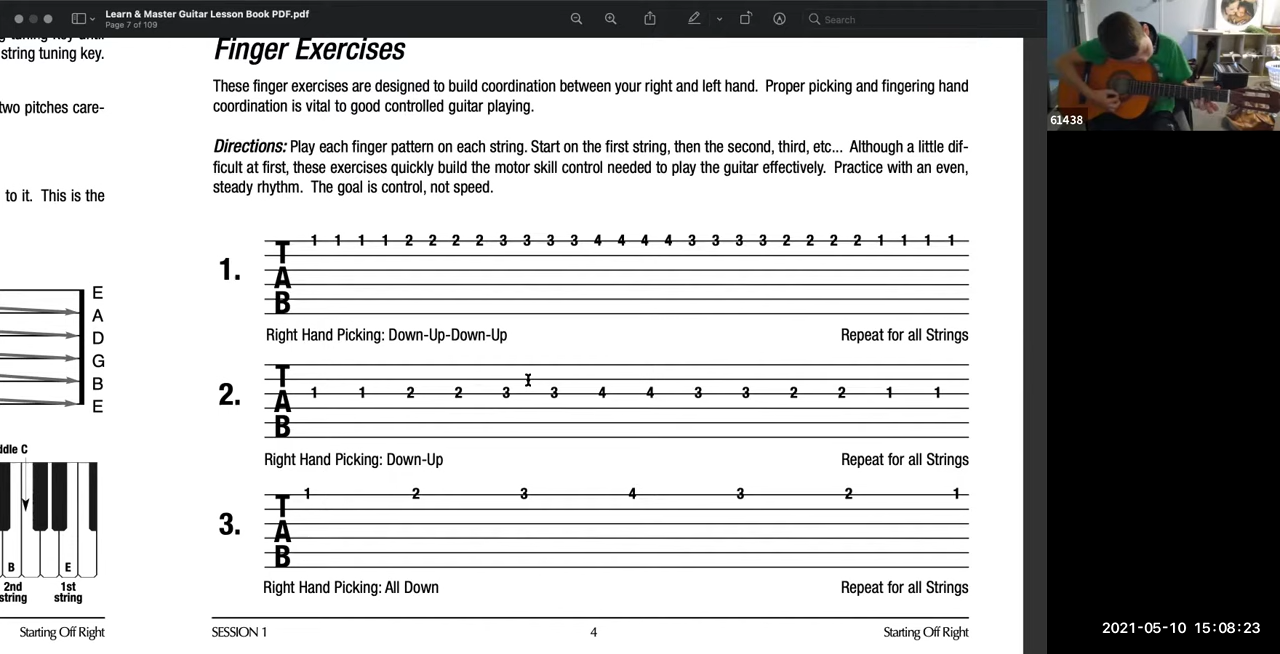 Learn & Master Guitar Lesson Book PDF.pdf
Page 7 of 109
Search
string tuning key.
two pitches care-
to it. This is the
E
A
D
G
B
E
ddle C
B E
2nd 1st
string string
Starting Off Right
Finger Exercises
These finger exercises are designed to build coordination between your right and left hand. Proper picking and fingering hand
coordination is vital to good controlled guitar playing.
Directions: Play each finger pattern on each string. Start on the first string, then the second, third, etc... Although a little dif-
ficult at first, these exercises quickly build the motor skill control needed to play the guitar effectively. Practice with an even,
steady rhythm. The goal is control, not speed.
1.
T
A
B
1 1 1 1 2 2 2 2 3 3 3 3 4 4 4 4 3 3 3 3 2 2 2 2 1 1 1 1
Right Hand Picking: Down-Up-Down-Up Repeat for all Strings
2.
T
A
B
1 1 2 2 3 3 4 4 3 3 2 2 1 1
Right Hand Picking: Down-Up Repeat for all Strings
3.
T
A
B
1 2 3 4 3 2 1
Right Hand Picking: All Down Repeat for all Strings
SESSION 1 4 Starting Off Right
61438
2021-05-10 15:08:23